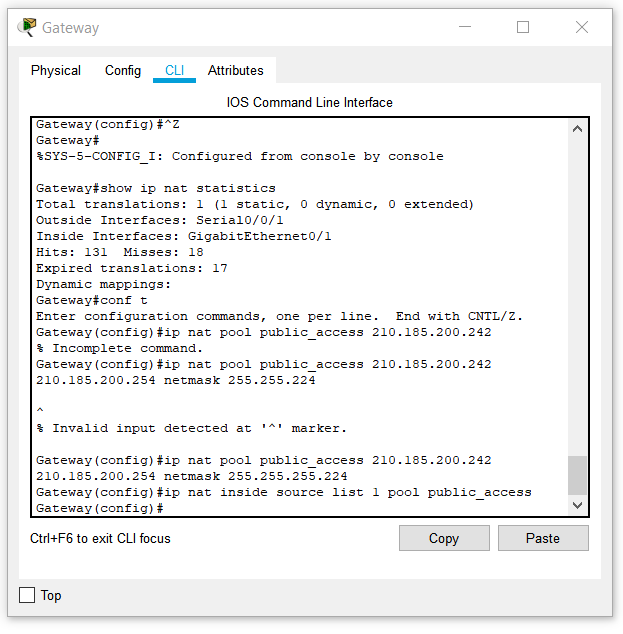 Gateway
Physical Config CLI Attributes
IOS Command Line Interface
Gateway(config)#^Z
Gateway#
%SYS-5-CONFIG_I: Configured from console by console
Gateway#show ip nat statistics
Total translations: 1 (1 static, 0 dynamic, 0 extended)
Outside Interfaces: Serial0/0/1
Inside Interfaces: GigabitEthernet0/1
Hits: 131  Misses: 18
Expired translations: 17
Dynamic mappings:
Gateway#conf t
Enter configuration commands, one per line.  End with CNTL/Z.
Gateway(config)#ip nat pool public_access 210.185.200.242
% Incomplete command.
Gateway(config)#ip nat pool public_access 210.185.200.242
210.185.200.254 netmask 255.255.224
^
% Invalid input detected at '^' marker.
Gateway(config)#ip nat pool public_access 210.185.200.242
210.185.200.254 netmask 255.255.255.224
Gateway(config)#ip nat inside source list 1 pool public_access
Gateway(config)#
Ctrl+F6 to exit CLI focus
Copy
Paste
Top